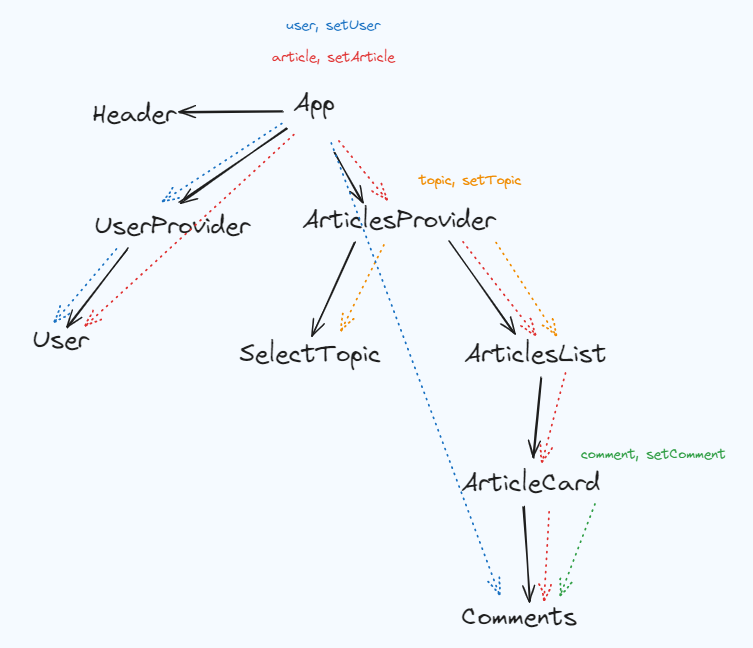 user, setUser
article, setArticle
App
Header
topic, setTopic
UserProvider
ArticlesProvider
User
SelectTopic
ArticlesList
comment, setComment
ArticleCard
Comments